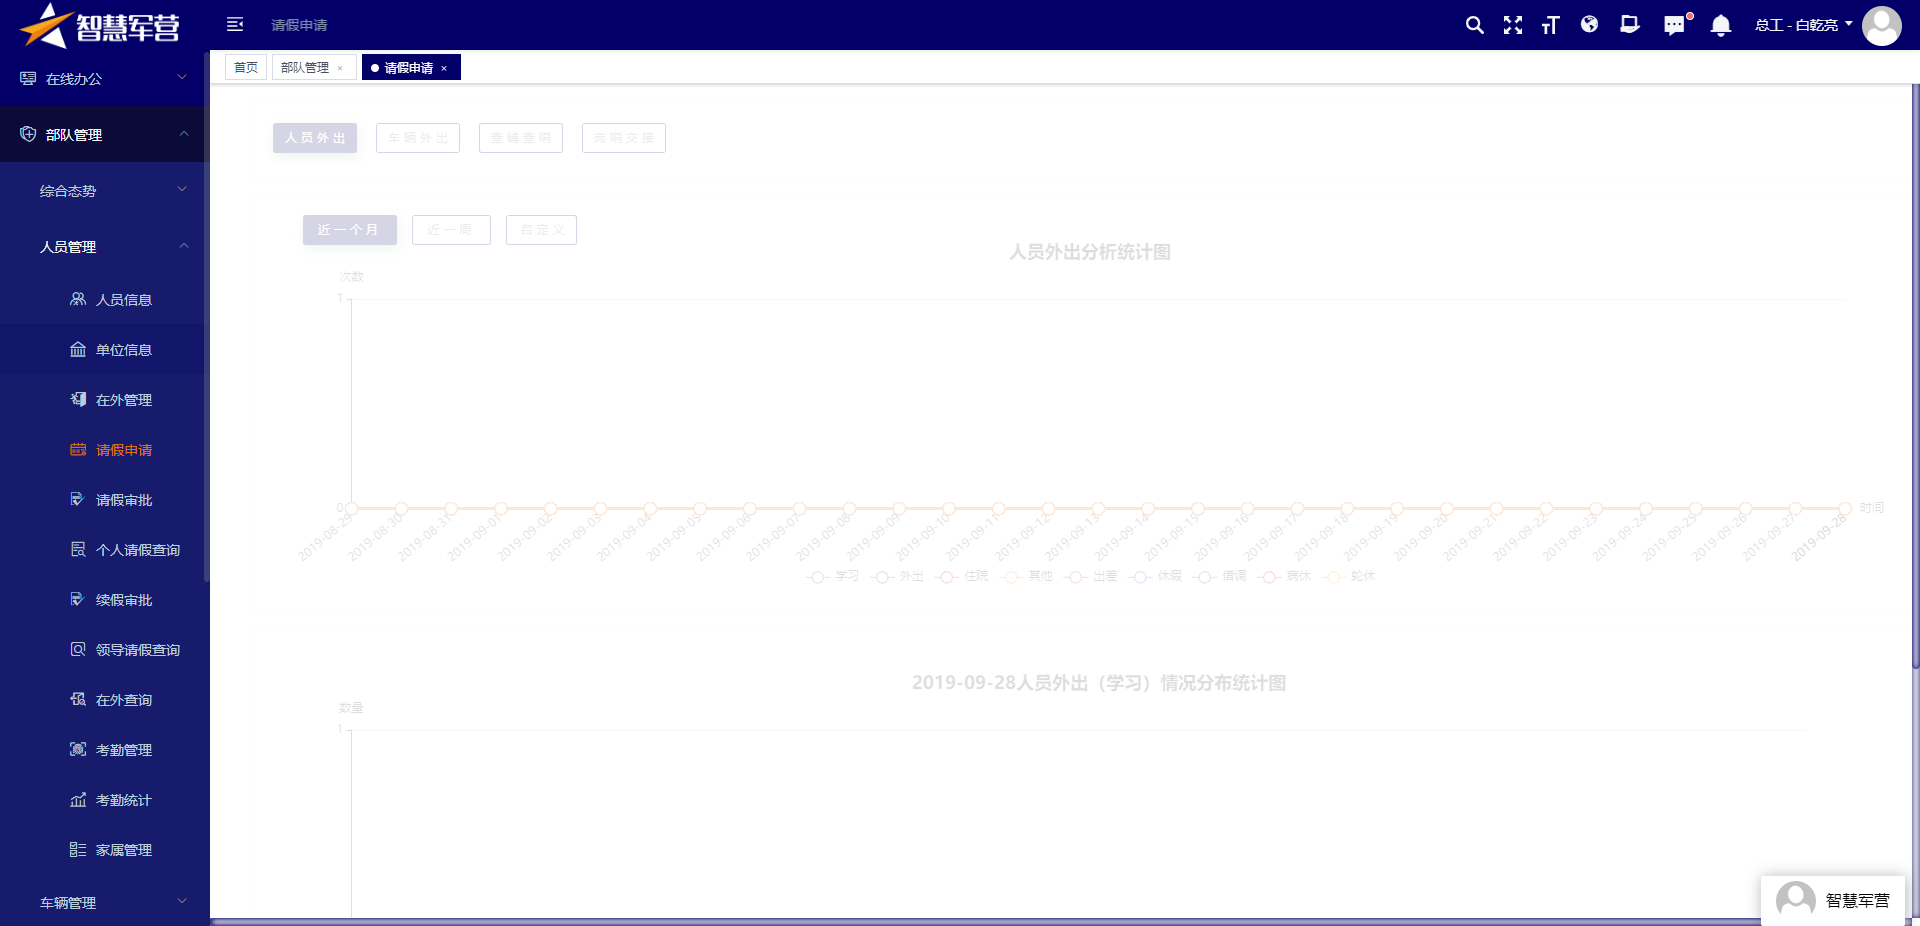 智慧军营
请假申请
总工 - 白乾亮
首页
部队管理 ×
请假申请 ×
在线办公
部队管理
综合态势
人员管理
人员信息
单位信息
在外管理
请假申请
请假审批
个人请假查询
续假审批
领导请假查询
在外查询
考勤管理
考勤统计
家属管理
车辆管理
人员外出
车辆外出
查铺查哨
岗哨交接
近一个月
近一周
自定义
人员外出分析统计图
次数
1
0
时间
2019-08-29
2019-08-30
2019-08-31
2019-09-01
2019-09-02
2019-09-03
2019-09-04
2019-09-05
2019-09-06
2019-09-07
2019-09-08
2019-09-09
2019-09-10
2019-09-11
2019-09-12
2019-09-13
2019-09-14
2019-09-15
2019-09-16
2019-09-17
2019-09-18
2019-09-19
2019-09-20
2019-09-21
2019-09-22
2019-09-23
2019-09-24
2019-09-25
2019-09-26
2019-09-27
2019-09-28
学习
外出
住院
其他
出差
休假
借调
病休
轮休
2019-09-28人员外出（学习）情况分布统计图
数量
1
智慧军营